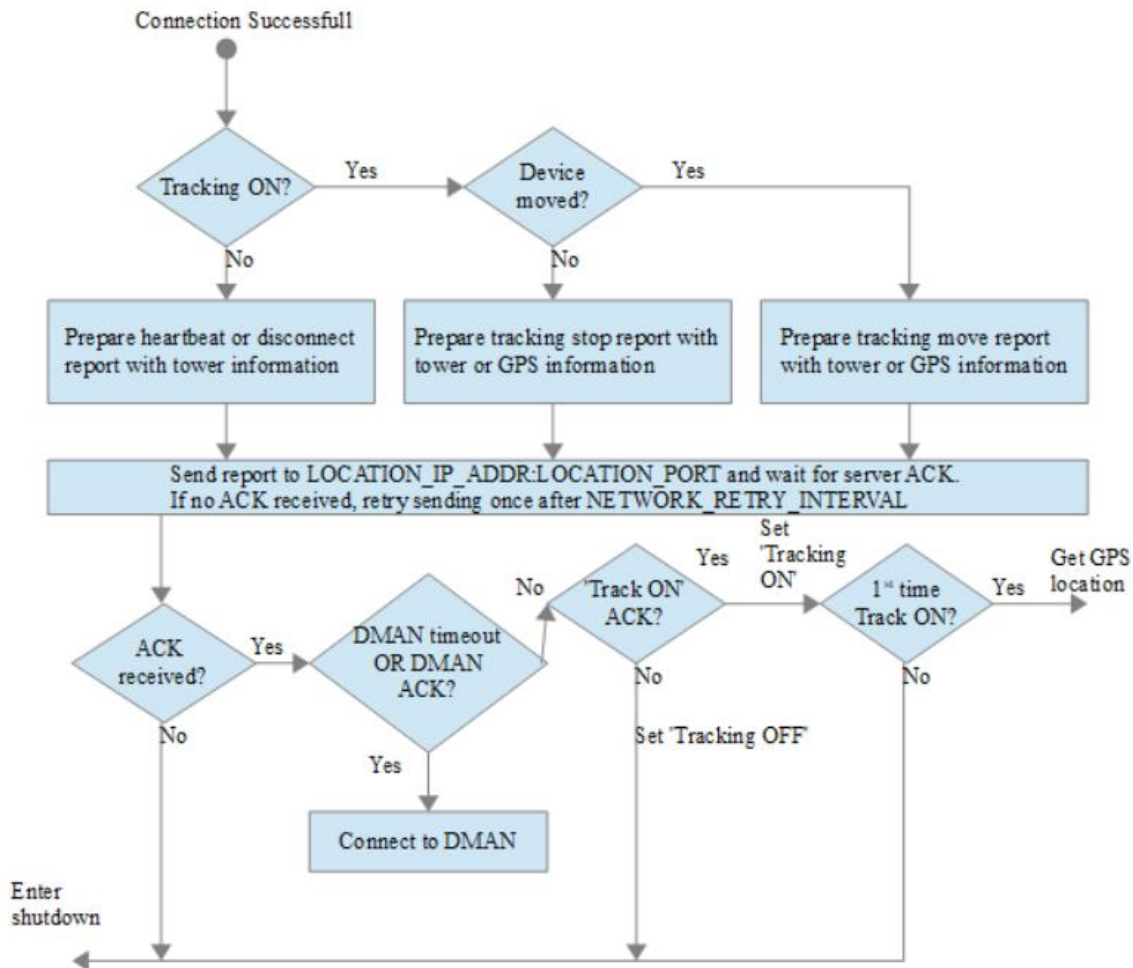 Connection Successfull
Tracking ON?
Yes
Device
moved?
Yes
No
No
Prepare heartbeat or disconnect
report with tower information
Prepare tracking stop report with
tower or GPS information
Prepare tracking move report
with tower or GPS information
Send report to LOCATION_IP_ADDR:LOCATION_PORT and wait for server ACK.
If no ACK received, retry sending once after NETWORK_RETRY_INTERVAL
ACK
received?
Yes
No
DMAN timeout
OR DMAN
ACK?
No
Yes
Connect to DMAN
'Track ON'
ACK?
Yes
Set
'Tracking
ON'
No
Set 'Tracking OFF'
1st time
Track ON?
Yes
Get GPS
location
No
Enter
shutdown